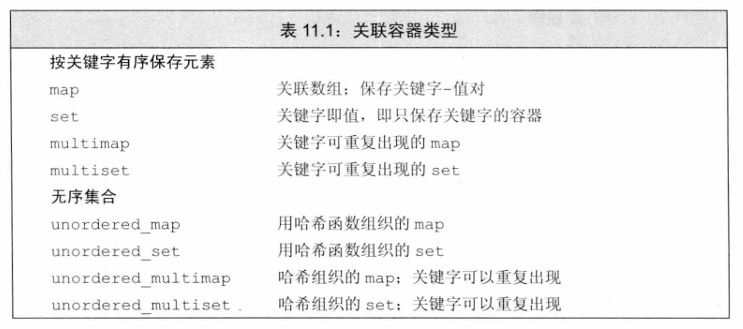 表 11.1：关联容器类型
按关键字有序保存元素
map 关联数组；保存关键字-值对
set 关键字即值，即只保存关键字的容器
multimap 关键字可重复出现的 map
multiset 关键字可重复出现的 set
无序集合
unordered_map 用哈希函数组织的 map
unordered_set 用哈希函数组织的 set
unordered_multimap 哈希组织的 map；关键字可以重复出现
unordered_multiset 哈希组织的 set；关键字可以重复出现